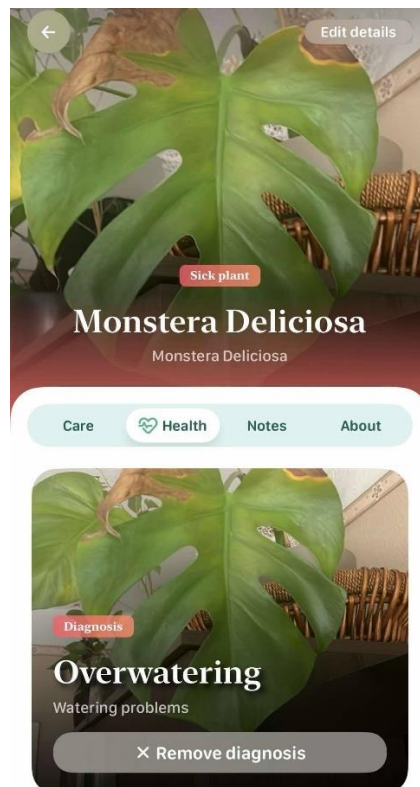 Edit details
Sick plant
Monstera Deliciosa
Monstera Deliciosa
Care Health Notes About
Diagnosis
Overwatering
Watering problems
× Remove diagnosis